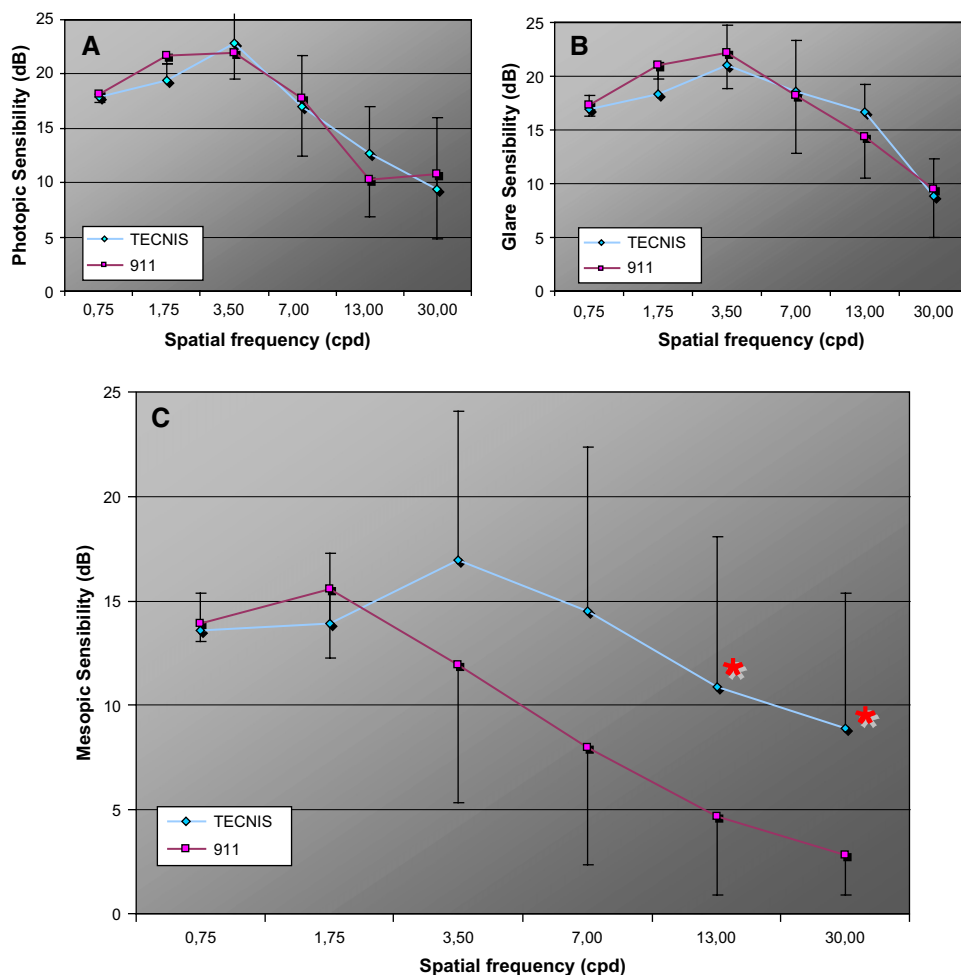 A
Photopic Sensibility (dB)
25
20
15
10
5
0
TECNIS
911
0,75 1,75 3,50 7,00 13,00 30,00
Spatial frequency (cpd)
B
Glare Sensibility (dB)
25
20
15
10
5
0
TECNIS
911
0,75 1,75 3,50 7,00 13,00 30,00
Spatial frequency (cpd)
C
Mesopic Sensibility (dB)
25
20
15
10
5
0
TECNIS
911
0,75 1,75 3,50 7,00 13,00 30,00
Spatial frequency (cpd)